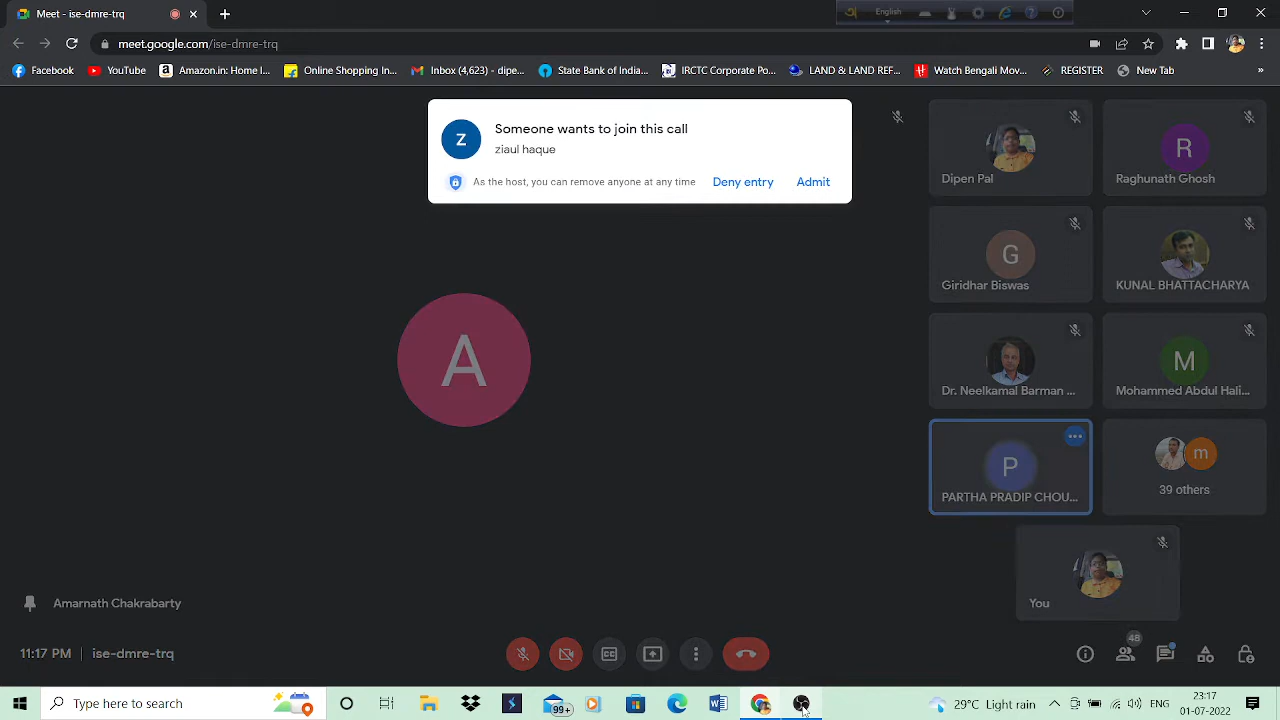 Meet - ise-dmre-trq
অ English
meet.google.com/ise-dmre-trq
Facebook
YouTube
Amazon.in: Home l...
Online Shopping In...
Inbox (4,623) - dipe...
State Bank of India...
IRCTC Corporate Po...
LAND & LAND REF...
Watch Bengali Mov...
REGISTER
New Tab
»
Z
Someone wants to join this call
ziaul haque
As the host, you can remove anyone at any time
Deny entry
Admit
A
Dipen Pal
R
Raghunath Ghosh
G
Giridhar Biswas
KUNAL BHATTACHARYA
Dr. Neelkamal Barman ...
M
Mohammed Abdul Hali...
P
PARTHA PRADIP CHOU...
m
39 others
You
Amarnath Chakrabarty
11:17 PM | ise-dmre-trq
CC
48
Type here to search
99+
29°C Light rain
ENG
23:17
01-07-2022